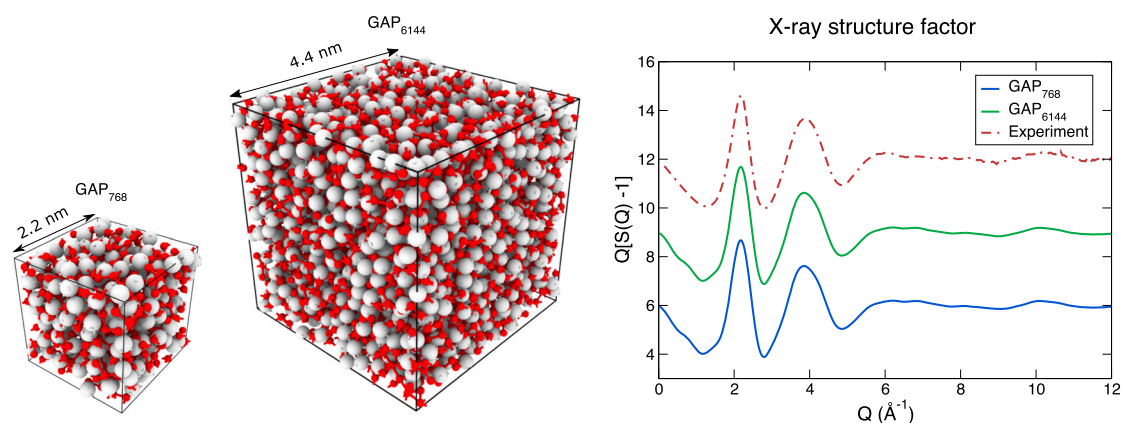 GAP768
2.2 nm
GAP6144
4.4 nm
X-ray structure factor
Q[S(Q) -1]
16
14
12
10
8
6
4
0
2
4
6
8
10
12
Q (Å-1)
GAP768
GAP6144
Experiment